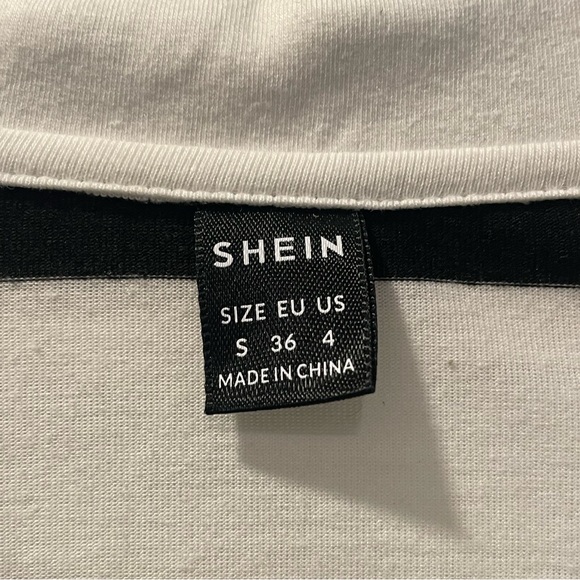 SHEIN
SIZE EU US
S 36 4
MADE IN CHINA